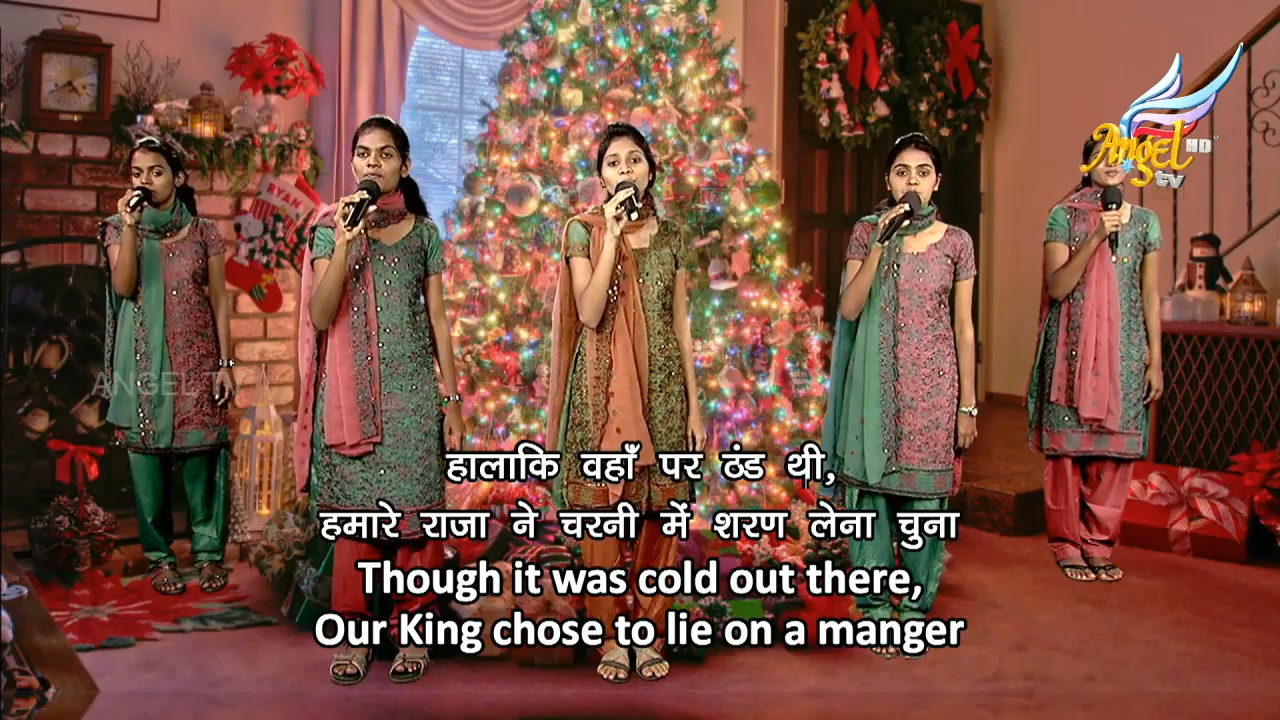 RYAN
Angel HD
tv
ANGEL TV
हालाकि वहाँ पर ठंड थी,
हमारे राजा ने चरनी में शरण लेना चुना
Though it was cold out there,
Our King chose to lie on a manger